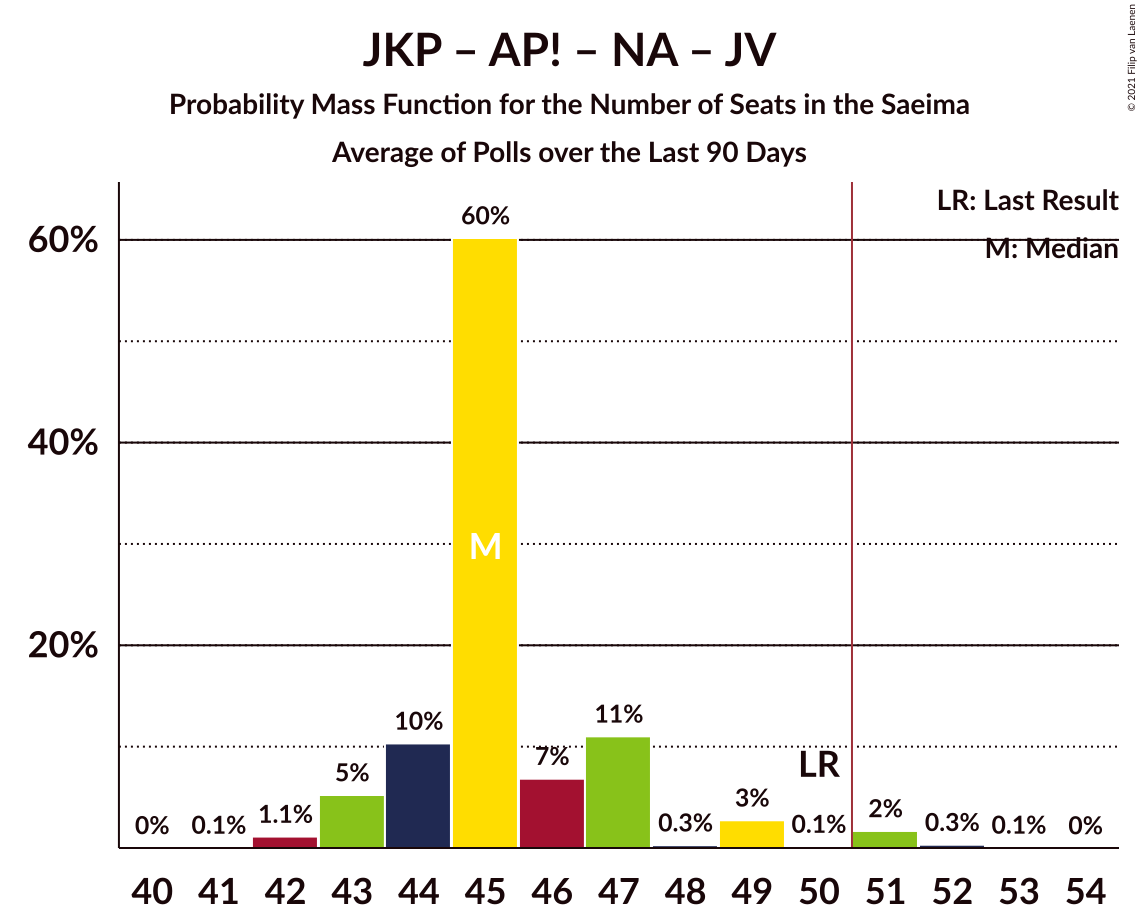 JKP – AP! – NA – JV
Probability Mass Function for the Number of Seats in the Saeima
Average of Polls over the Last 90 Days
© 2021 Filip van Laenen
LR: Last Result
M: Median
60%
40%
20%
0%
0.1%
1.1%
5%
10%
60%
7%
11%
0.3%
3%
0.1%
2%
0.3%
0.1%
0%
M
LR
40 41 42 43 44 45 46 47 48 49 50 51 52 53 54